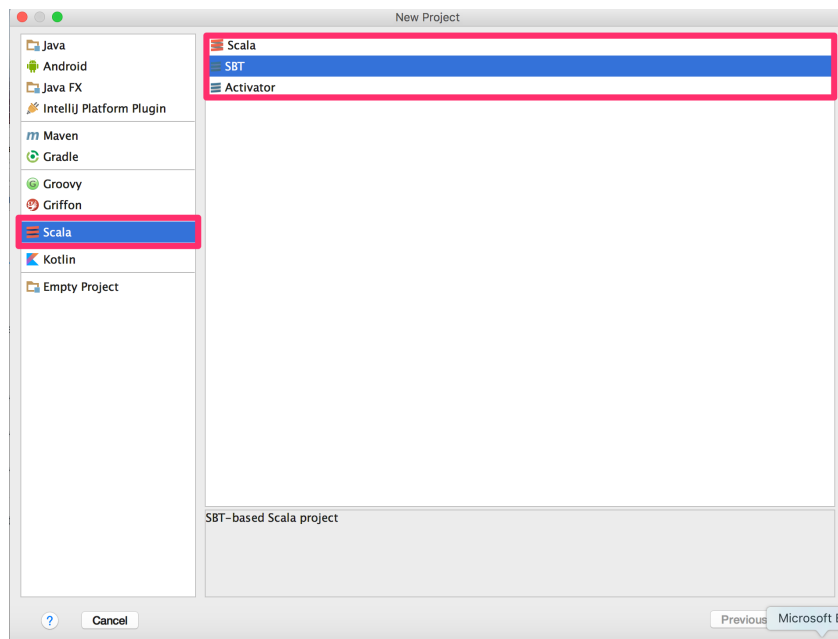 New Project
Java
Android
Java FX
IntelliJ Platform Plugin
Maven
Gradle
Groovy
Griffon
Scala
Kotlin
Empty Project
Scala
SBT
Activator
SBT-based Scala project
?
Cancel
Previous
Microsoft